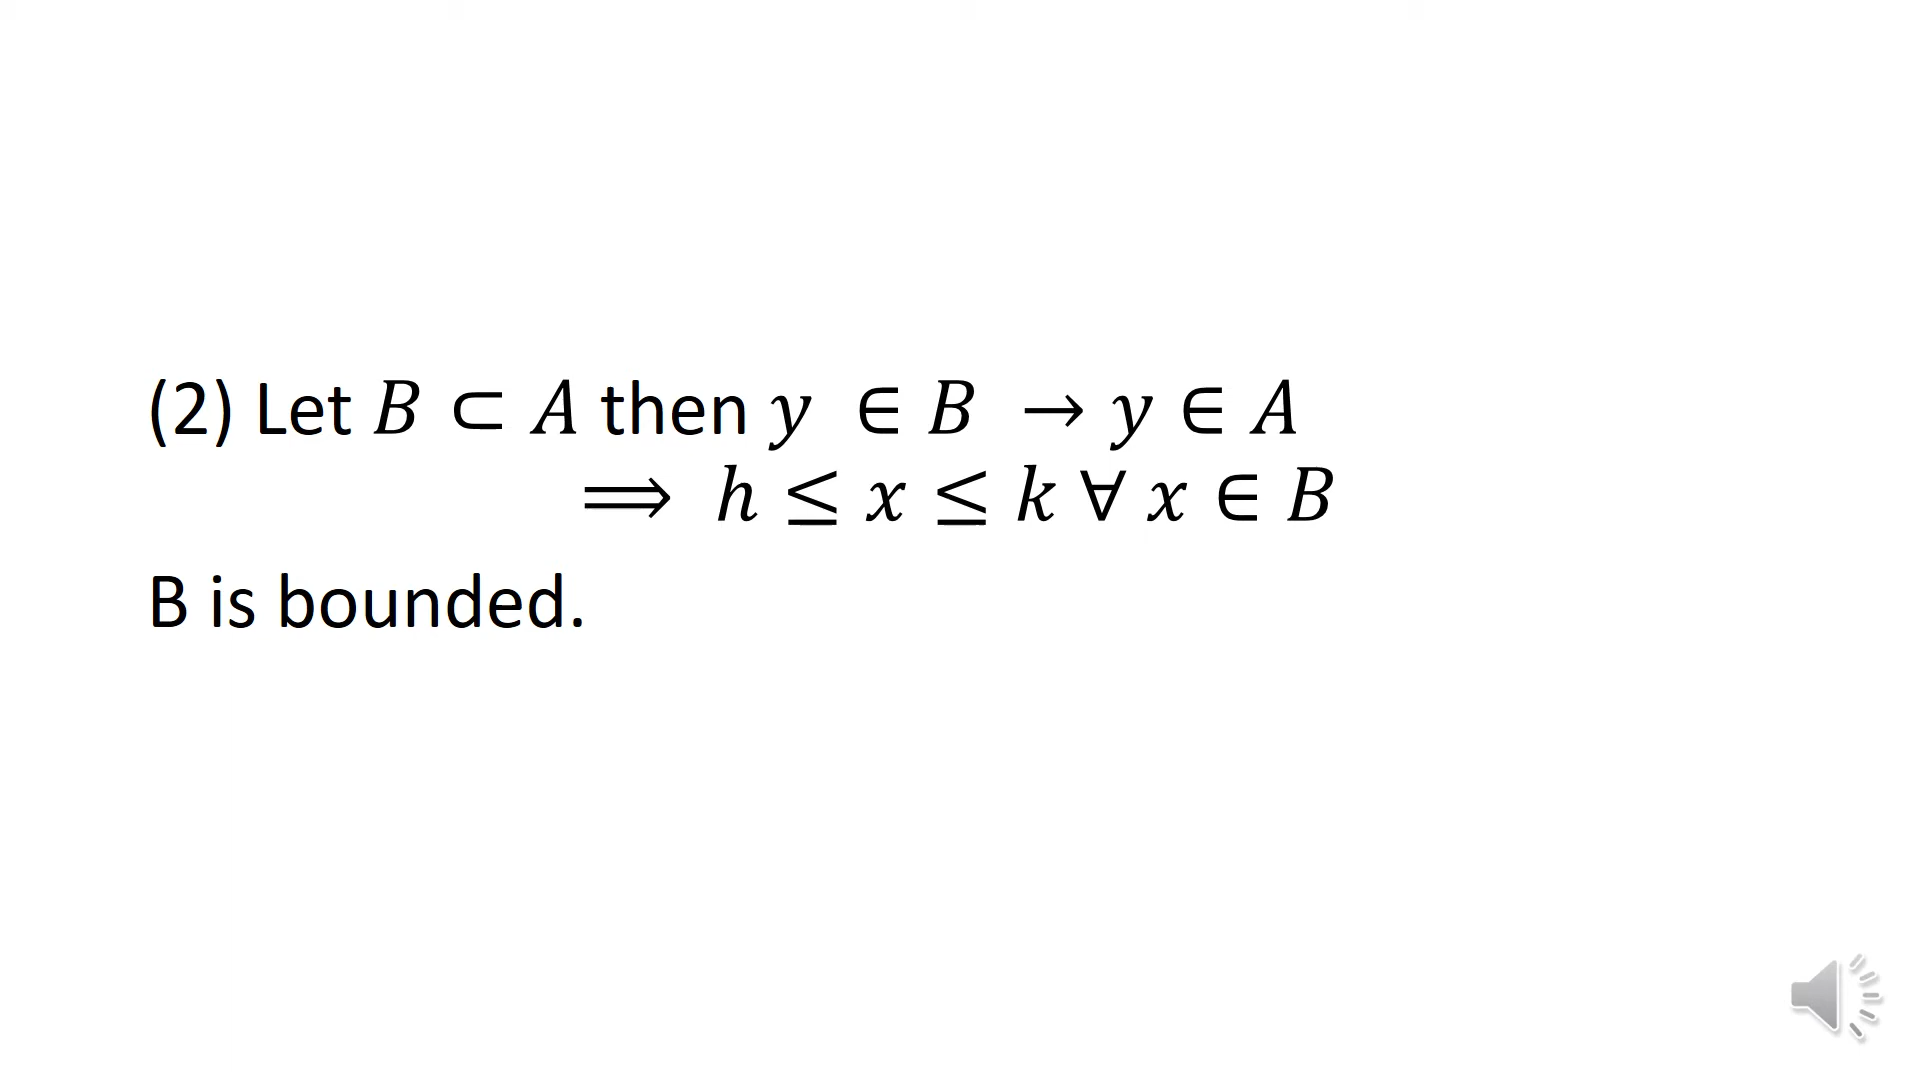 (2) Let B ⊂ A then y ∈ B → y ∈ A
⟹ h ≤ x ≤ k ∀ x ∈ B
B is bounded.